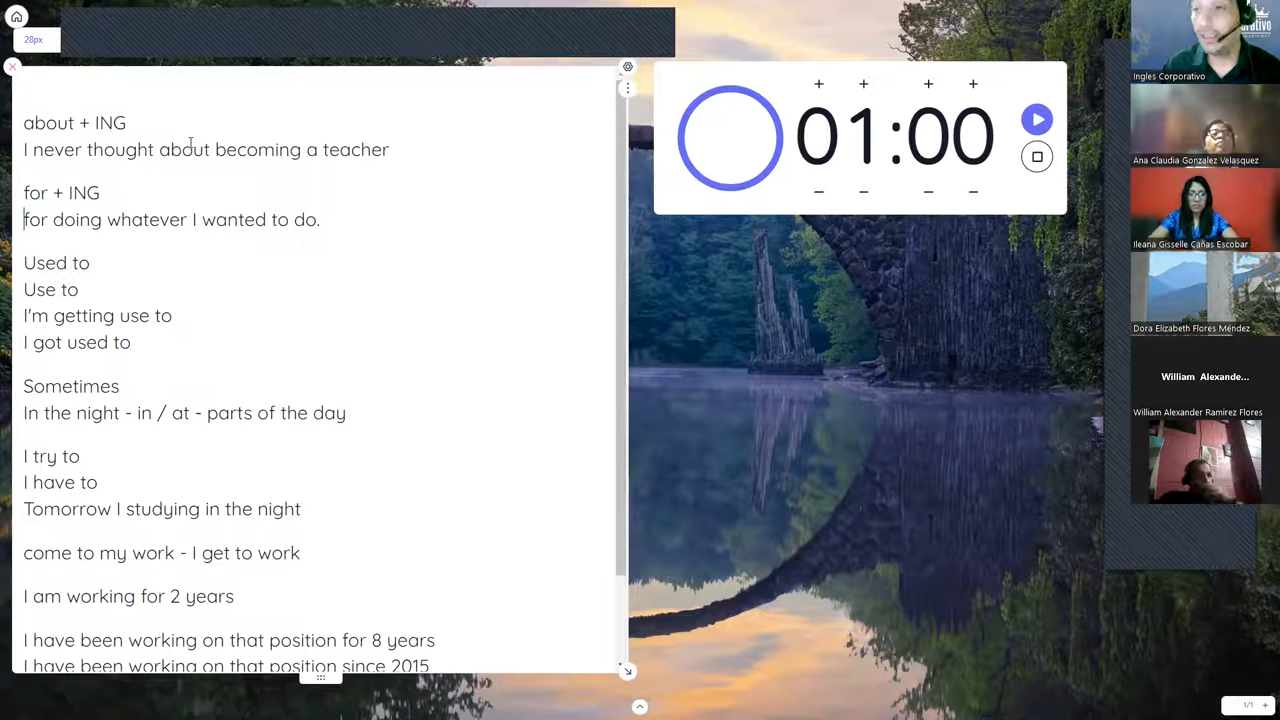 28px
about + ING
I never thought about becoming a teacher
for + ING
for doing whatever I wanted to do.
Used to
Use to
I'm getting use to
I got used to
Sometimes
In the night - in / at - parts of the day
I try to
I have to
Tomorrow I studying in the night
come to my work - I get to work
I am working for 2 years
I have been working on that position for 8 years
I have been working on that position since 2015
01:00
Ingles Corporativo
Ana Claudia Gonzalez Velasquez
Ileana Gisselle Cañas Escobar
Dora Elizabeth Flores Méndez
William Alexande...
William Alexander Ramirez Flores
1/1